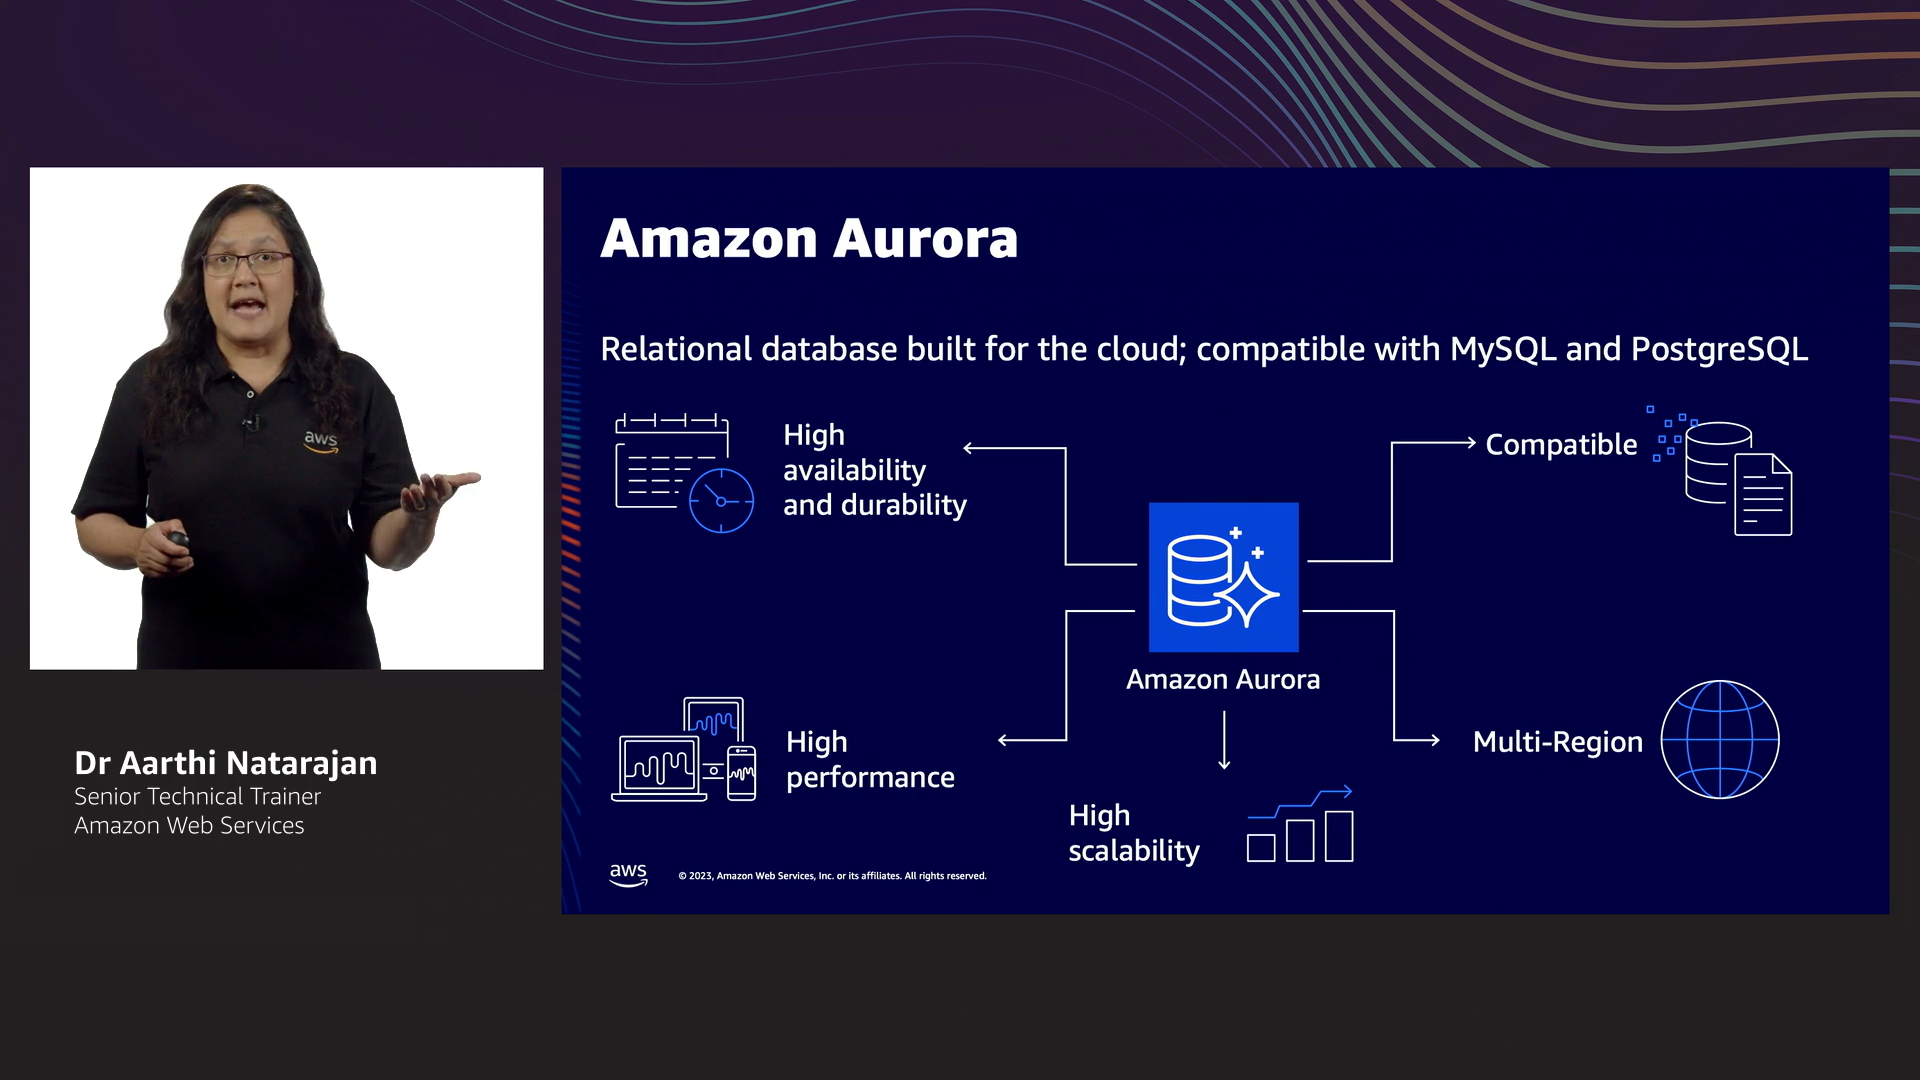 Amazon Aurora
Relational database built for the cloud; compatible with MySQL and PostgreSQL
High
availability
and durability
Compatible
aws
Amazon Aurora
High
performance
Multi-Region
High
scalability
Dr Aarthi Natarajan
Senior Technical Trainer
Amazon Web Services
aws
© 2023, Amazon Web Services, Inc. or its affiliates. All rights reserved.